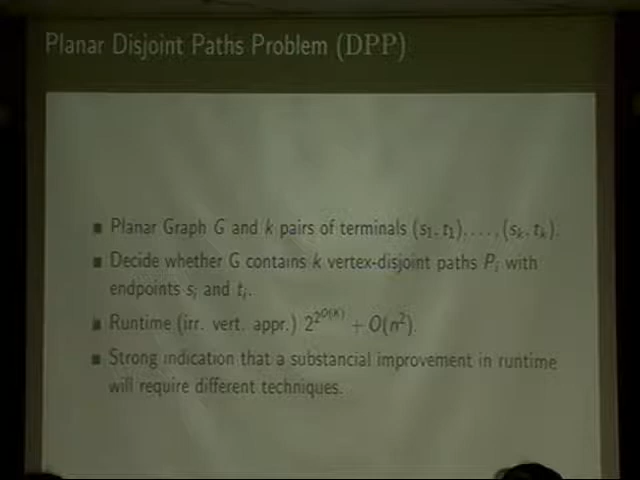 Planar Disjoint Paths Problem (DPP)
Planar Graph G and k pairs of terminals (s₁, t₁), ..., (sₖ, tₖ).
Decide whether G contains k vertex-disjoint paths Pᵢ with
endpoints sᵢ and tᵢ.
Runtime (irr. vert. appr.) 2^{2^{O(k)}} + O(n²).
Strong indication that a substancial improvement in runtime
will require different techniques.